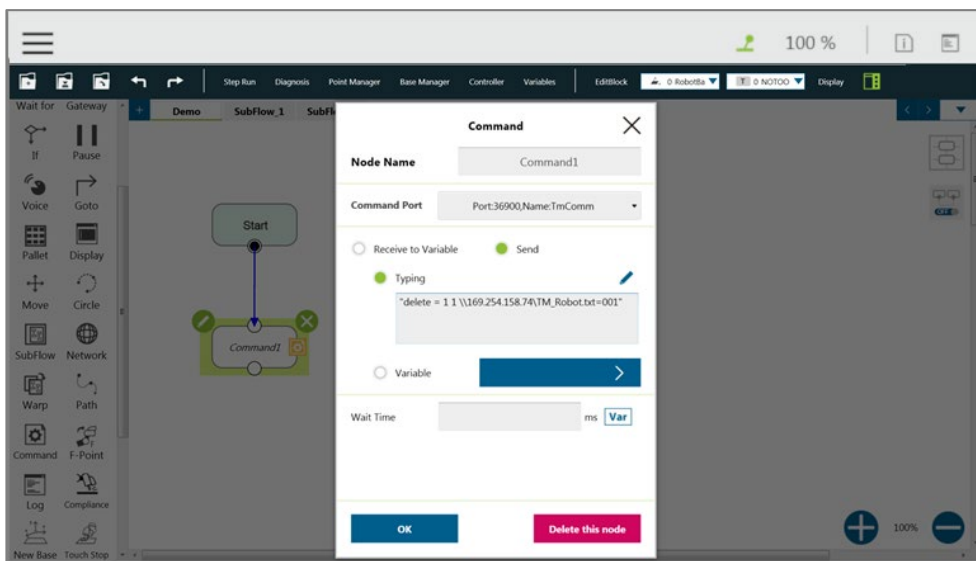 100 %
Step Run Diagnosis Point Manager Base Manager Controller Variables EditBlock 0 RobotBa T 0 NOTOO Display
Wait for Gateway + Demo SubFlow_1 SubFl
If Pause
Voice Goto
Pallet Display
Move Circle
SubFlow Network
Warp Path
Command F-Point
Log Compliance
New Base Touch Stop
Start
Command1
Command
Node Name Command1
Command Port Port:36900,Name:TmComm
Receive to Variable Send
Typing
"delete = 1 1 \\169.254.158.74\TM_Robot.txt=001"
Variable
Wait Time ms Var
OK Delete this node
OFF
100%